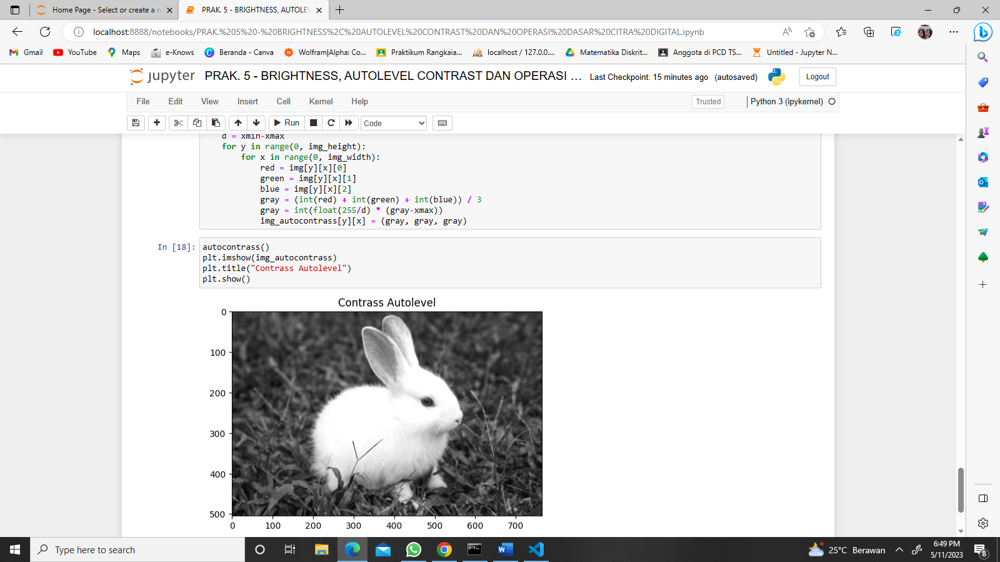 Home Page - Select or create a n
PRAK. 5 - BRIGHTNESS, AUTOLEV
localhost:8888/notebooks/PRAK.%205%20-%20BRIGHTNESS%2C%20AUTOLEVEL%20CONTRAST%20DAN%20OPERASI%20DASAR%20CITRA%20DIGITAL.ipynb
Gmail YouTube Maps e-Knows Beranda - Canva Wolfram|Alpha: Co... Praktikum Rangkaia... localhost / 127.0.0.... Matematika Diskrit... Anggota di PCD TS... Untitled - Jupyter N...
jupyter PRAK. 5 - BRIGHTNESS, AUTOLEVEL CONTRAST DAN OPERASI ... Last Checkpoint: 15 minutes ago (autosaved) Logout
File Edit View Insert Cell Kernel Help Trusted Python 3 (ipykernel)
Run Code
d = xmin-xmax
for y in range(0, img_height):
for x in range(0, img_width):
red = img[y][x][0]
green = img[y][x][1]
blue = img[y][x][2]
gray = (int(red) + int(green) + int(blue)) / 3
gray = int(float(255/d) * (gray-xmax))
img_autocontrass[y][x] = (gray, gray, gray)
In [18]: autocontrass()
plt.imshow(img_autocontrass)
plt.title("Contrass Autolevel")
plt.show()
Contrass Autolevel
0
100
200
300
400
500
0 100 200 300 400 500 600 700
Type here to search
25°C Berawan
6:49 PM
5/11/2023
8